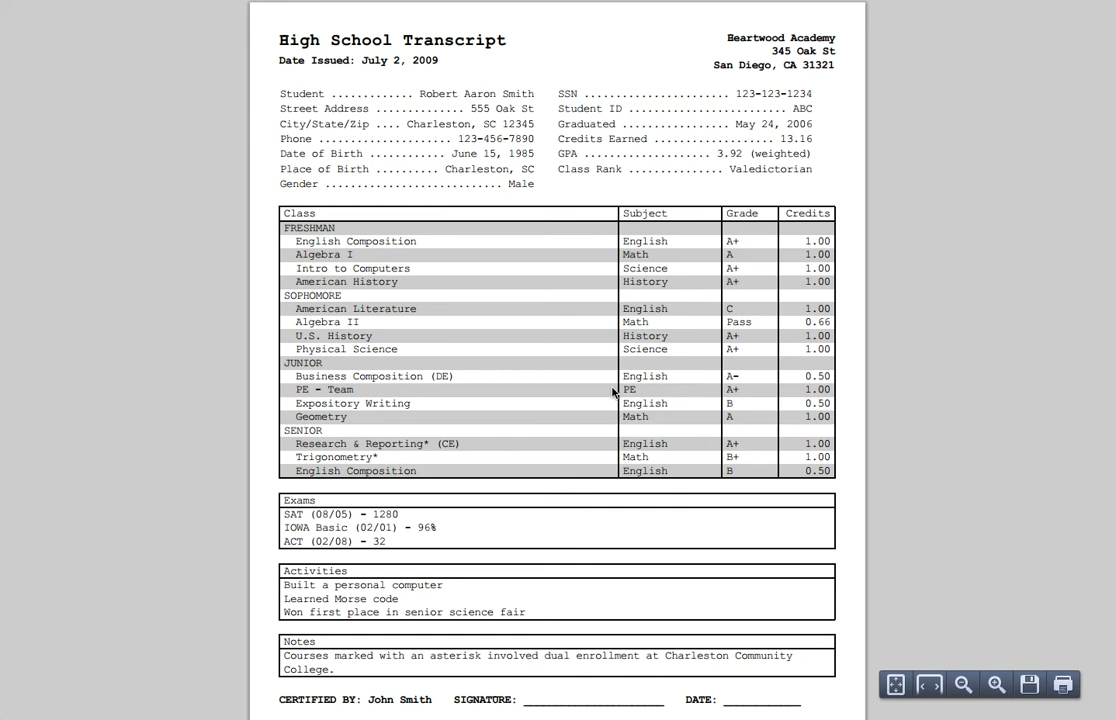 High School Transcript
Date Issued: July 2, 2009
Heartwood Academy
345 Oak St
San Diego, CA 31321
Student ............. Robert Aaron Smith
Street Address .............. 555 Oak St
City/State/Zip .... Charleston, SC 12345
Phone ..................... 123-456-7890
Date of Birth ........... June 15, 1985
Place of Birth .......... Charleston, SC
Gender ........................... Male
SSN ....................... 123-123-1234
Student ID ......................... ABC
Graduated ................. May 24, 2006
Credits Earned ................... 13.16
GPA .................... 3.92 (weighted)
Class Rank ............... Valedictorian
Class Subject Grade Credits
FRESHMAN
English Composition English A+ 1.00
Algebra I Math A 1.00
Intro to Computers Science A+ 1.00
American History History A+ 1.00
SOPHOMORE
American Literature English C 1.00
Algebra II Math Pass 0.66
U.S. History History A+ 1.00
Physical Science Science A+ 1.00
JUNIOR
Business Composition (DE) English A- 0.50
PE - Team PE A+ 1.00
Expository Writing English B 0.50
Geometry Math A 1.00
SENIOR
Research & Reporting* (CE) English A+ 1.00
Trigonometry* Math B+ 1.00
English Composition English B 0.50
Exams
SAT (08/05) - 1280
IOWA Basic (02/01) - 96%
ACT (02/08) - 32
Activities
Built a personal computer
Learned Morse code
Won first place in senior science fair
Notes
Courses marked with an asterisk involved dual enrollment at Charleston Community
College.
CERTIFIED BY: John Smith SIGNATURE: ____________________ DATE: ___________